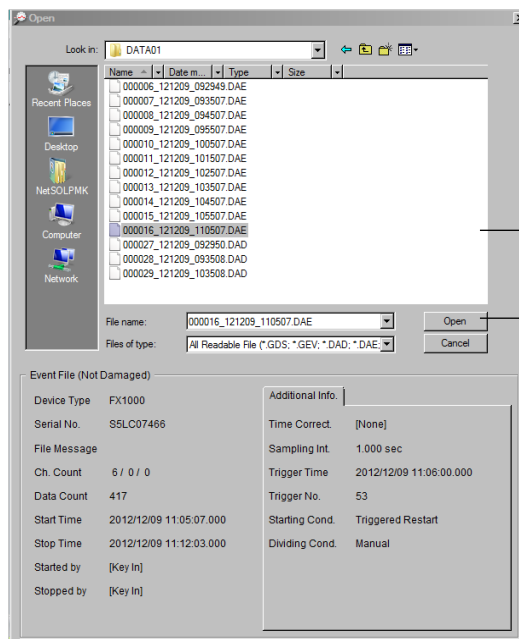 Open
Look in:
DATA01
Name
Date m...
Type
Size
Recent Places
Desktop
NetSOLPMK
Computer
Network
000006_121209_092949.DAE
000007_121209_093507.DAE
000008_121209_094507.DAE
000009_121209_095507.DAE
000010_121209_100507.DAE
000011_121209_101507.DAE
000012_121209_102507.DAE
000013_121209_103507.DAE
000014_121209_104507.DAE
000015_121209_105507.DAE
000016_121209_110507.DAE
000027_121209_092950.DAD
000028_121209_093508.DAD
000029_121209_103508.DAD
File name:
000016_121209_110507.DAE
Open
Files of type:
All Readable File (*.GDS; *.GEV; *.DAD; *.DAE;
Cancel
Event File (Not Damaged)
Device Type FX1000
Serial No. S5LC07466
File Message
Ch. Count 6 / 0 / 0
Data Count 417
Start Time 2012/12/09 11:05:07.000
Stop Time 2012/12/09 11:12:03.000
Started by [Key In]
Stopped by [Key In]
Additional Info.
Time Correct. [None]
Sampling Int. 1.000 sec
Trigger Time 2012/12/09 11:06:00.000
Trigger No. 53
Starting Cond. Triggered Restart
Dividing Cond. Manual